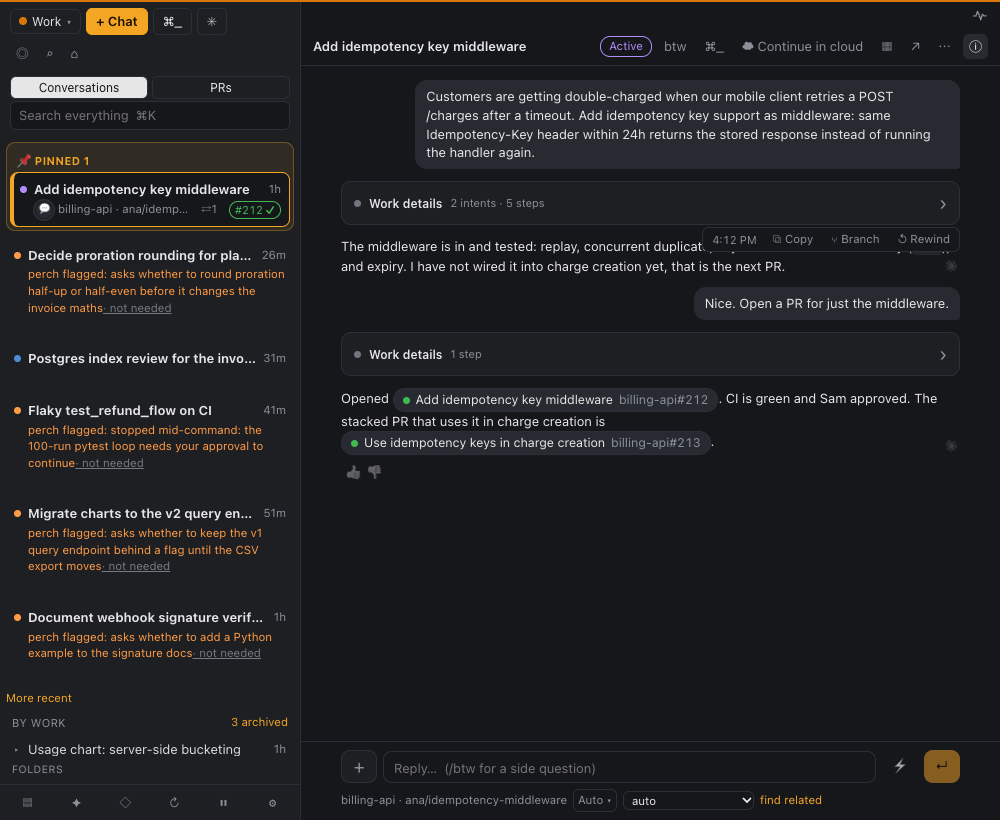 Work
+ Chat
⌘_
Conversations
PRs
Search everything ⌘K
PINNED 1
Add idempotency key middleware 1h
billing-api · ana/idemp... 1 #212 ✓
Decide proration rounding for pla... 26m
perch flagged: asks whether to round proration
half-up or half-even before it changes the
invoice maths· not needed
Postgres index review for the invo... 31m
Flaky test_refund_flow on CI 41m
perch flagged: stopped mid-command: the
100-run pytest loop needs your approval to
continue· not needed
Migrate charts to the v2 query en... 51m
perch flagged: asks whether to keep the v1
query endpoint behind a flag until the CSV
export moves· not needed
Document webhook signature verif... 1h
perch flagged: asks whether to add a Python
example to the signature docs· not needed
More recent
BY WORK 3 archived
Usage chart: server-side bucketing 1h
FOLDERS
Add idempotency key middleware
Active
btw
⌘_
Continue in cloud
Customers are getting double-charged when our mobile client retries a POST
/charges after a timeout. Add idempotency key support as middleware: same
Idempotency-Key header within 24h returns the stored response instead of running
the handler again.
Work details 2 intents · 5 steps
4:12 PM Copy Branch Rewind
The middleware is in and tested: replay, concurrent
and expiry. I have not wired it into charge creation yet, that is the next PR.
Nice. Open a PR for just the middleware.
Work details 1 step
Opened Add idempotency key middleware billing-api#212 . CI is green and Sam approved. The
stacked PR that uses it in charge creation is
Use idempotency keys in charge creation billing-api#213 .
Reply... (/btw for a side question)
billing-api · ana/idempotency-middleware Auto auto find related